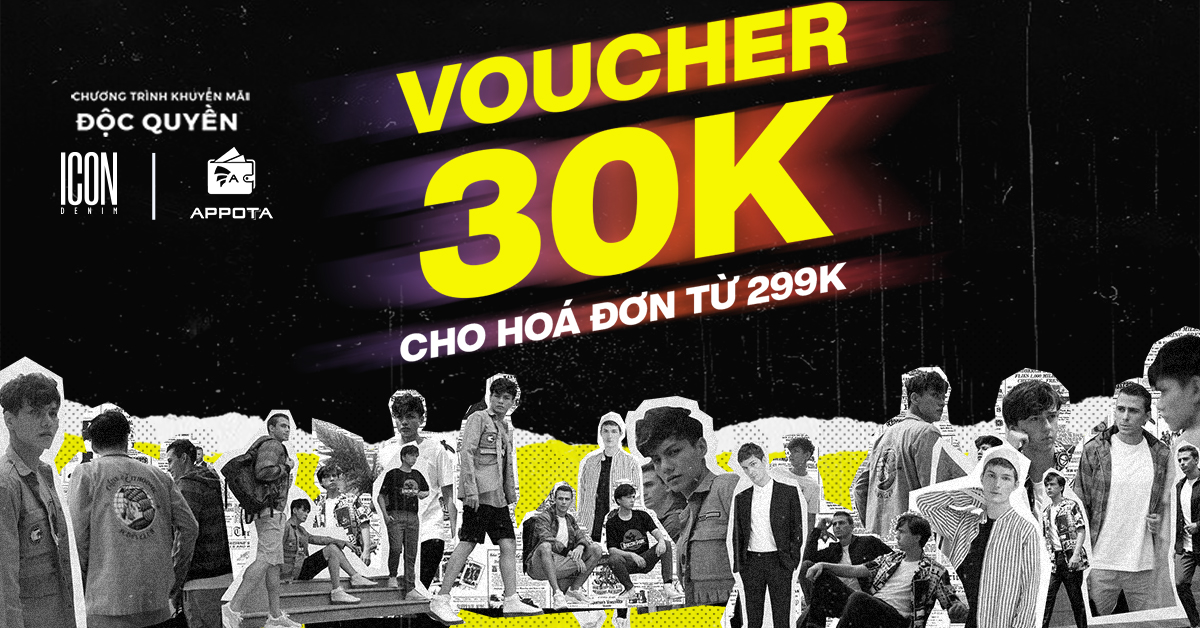 CHƯƠNG TRÌNH KHUYẾN MÃI
ĐỘC QUYỀN
ICON
DENIM
APPOTA
VOUCHER
30K
CHO HOÁ ĐƠN TỪ 299K